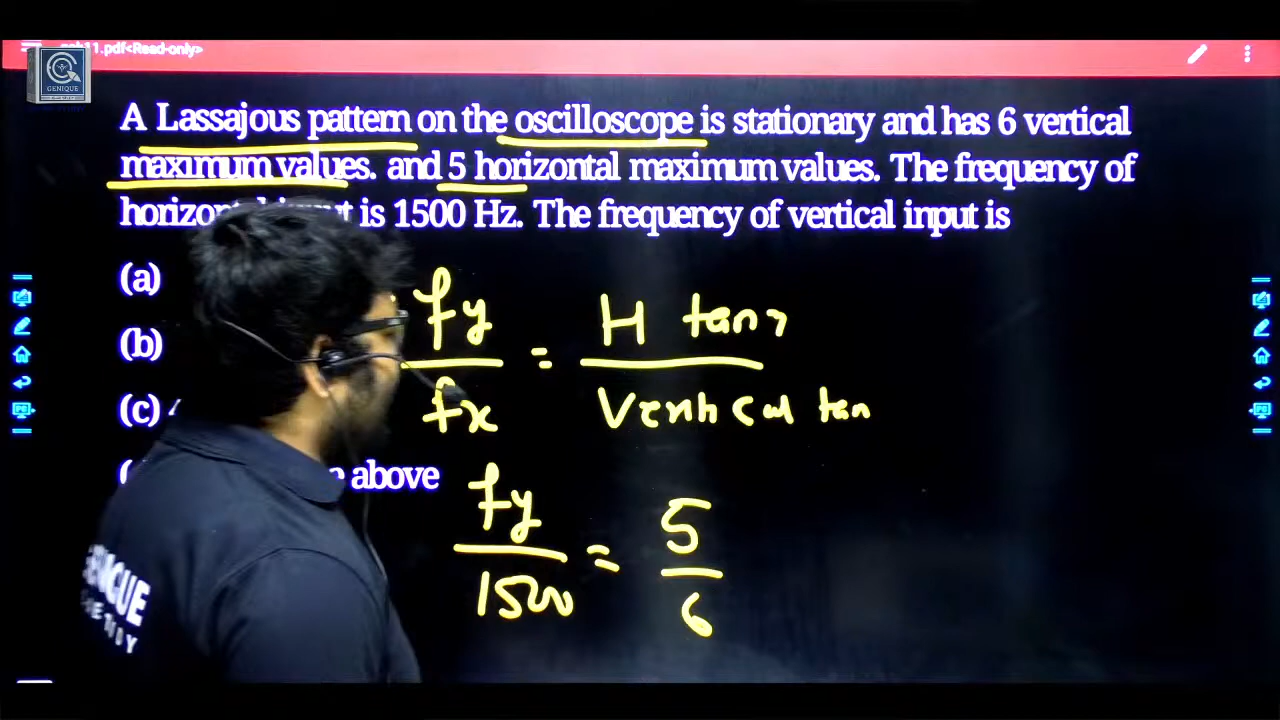 .pdf<Read-only>
GENIQUE
A Lassajous pattern on the oscilloscope is stationary and has 6 vertical
maximum values. and 5 horizontal maximum values. The frequency of
is 1500 Hz. The frequency of vertical input is
(a)
(b)
(c)
above
fy H tan
=
fx Vertical tan
fy 5
=
1500 6